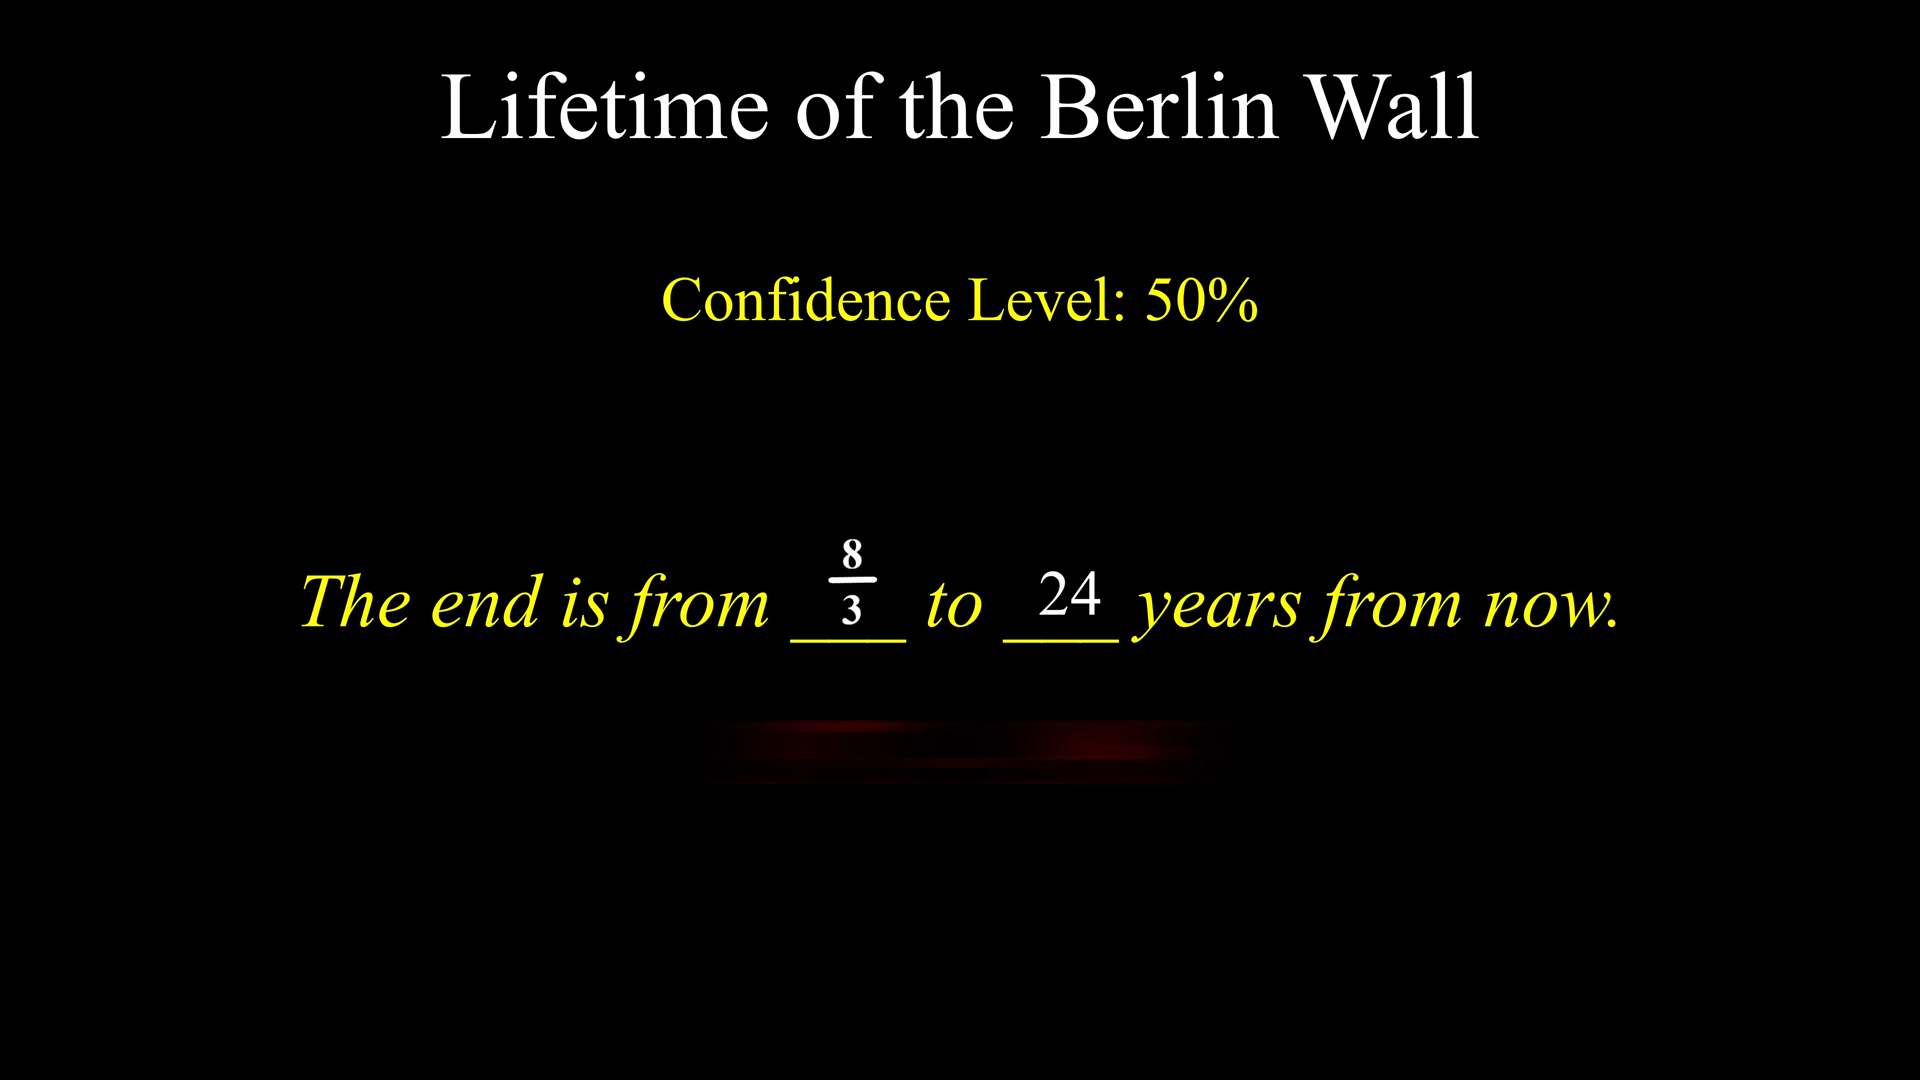 Lifetime of the Berlin Wall
Confidence Level: 50%
The end is from 8/3 to 24 years from now.